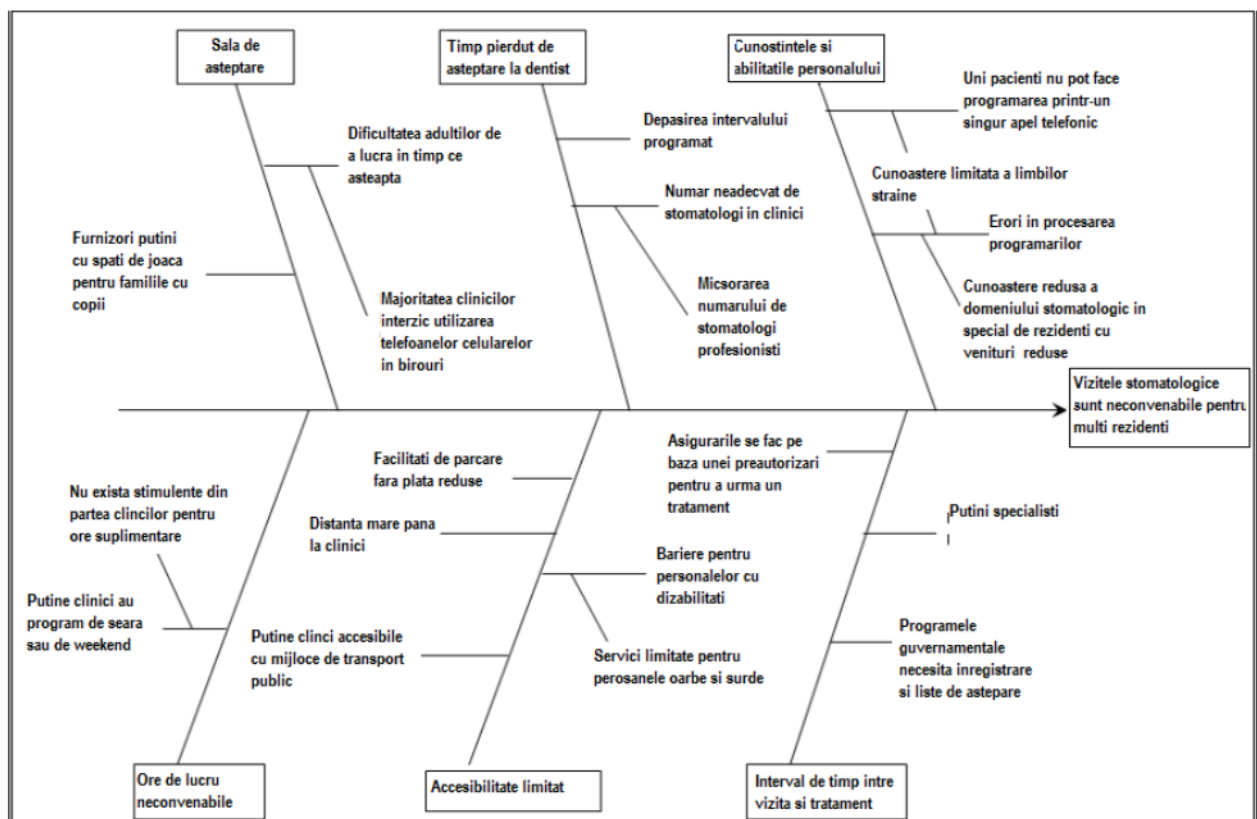 Sala de
asteptare
Timp pierdut de
asteptare la dentist
Cunostintele si
abilitatile personalului
Uni pacienti nu pot face
programarea printr-un
singur apel telefonic
Dificultatea adultilor de
a lucra in timp ce
asteapta
Depasirea intervalului
programat
Cunoastere limitata a limbilor
straine
Numar neadecvat de
stomatologi in clinici
Erori in procesarea
programarilor
Furnizori putini
cu spati de joaca
pentru familile cu
copii
Majoritatea clinicilor
interzic utilizarea
telefoanelor celularelor
in birouri
Micsorarea
numarului de
stomatologi
profesionisti
Cunoastere redusa a
domeniului stomatologic in
special de rezidenti cu
venituri reduse
Vizitele stomatologice
sunt neconvenabile pentru
multi rezidenti
Nu exista stimulente din
partea clincilor pentru
ore suplimentare
Putine clinici au
program de seara
sau de weekend
Facilitati de parcare
fara plata reduse
Distanta mare pana
la clinici
Putine clinci accesibile
cu mijloce de transport
public
Bariere pentru
personalelor cu
dizabilitati
Servici limitate pentru
perosanele oarbe si surde
Asigurarile se fac pe
baza unei preautorizari
pentru a urma un
tratament
Putini specialisti
Programele
guvernamentale
necesita inregistrare
si liste de astepare
Ore de lucru
neconvenabile
Accesibilitate limitat
Interval de timp intre
vizita si tratament